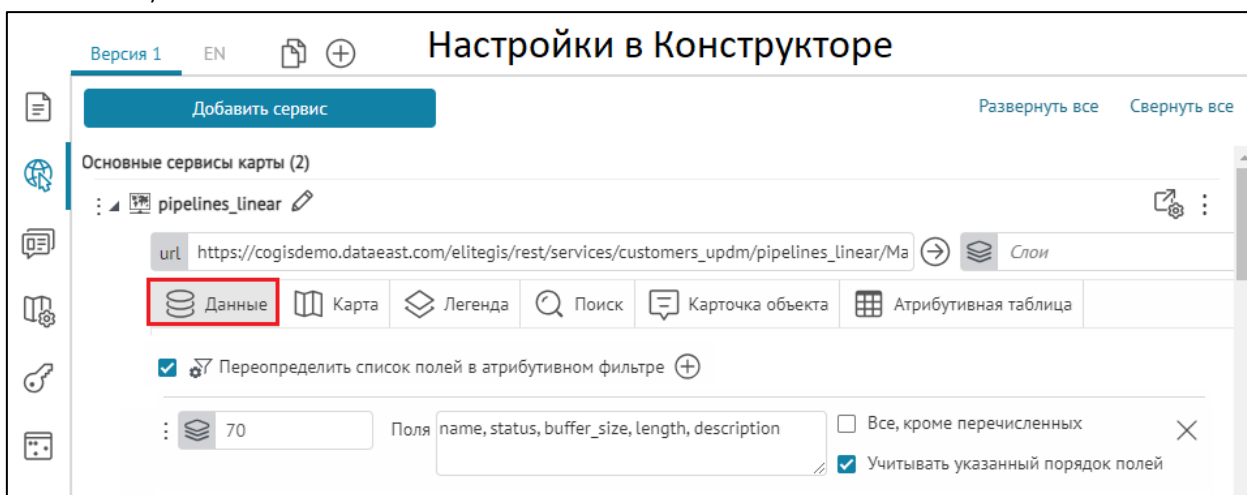 Версия 1 EN Настройки в Конструкторе
Добавить сервис Развернуть все Свернуть все
Основные сервисы карты (2)
pipelines_linear
url https://cogisdemo.dataeast.com/elitegis/rest/services/customers_updm/pipelines_linear/Ma Слои
Данные Карта Легенда Поиск Карточка объекта Атрибутивная таблица
Переопределить список полей в атрибутивном фильтре
70 Поля name, status, buffer_size, length, description Все, кроме перечисленных
Учитывать указанный порядок полей